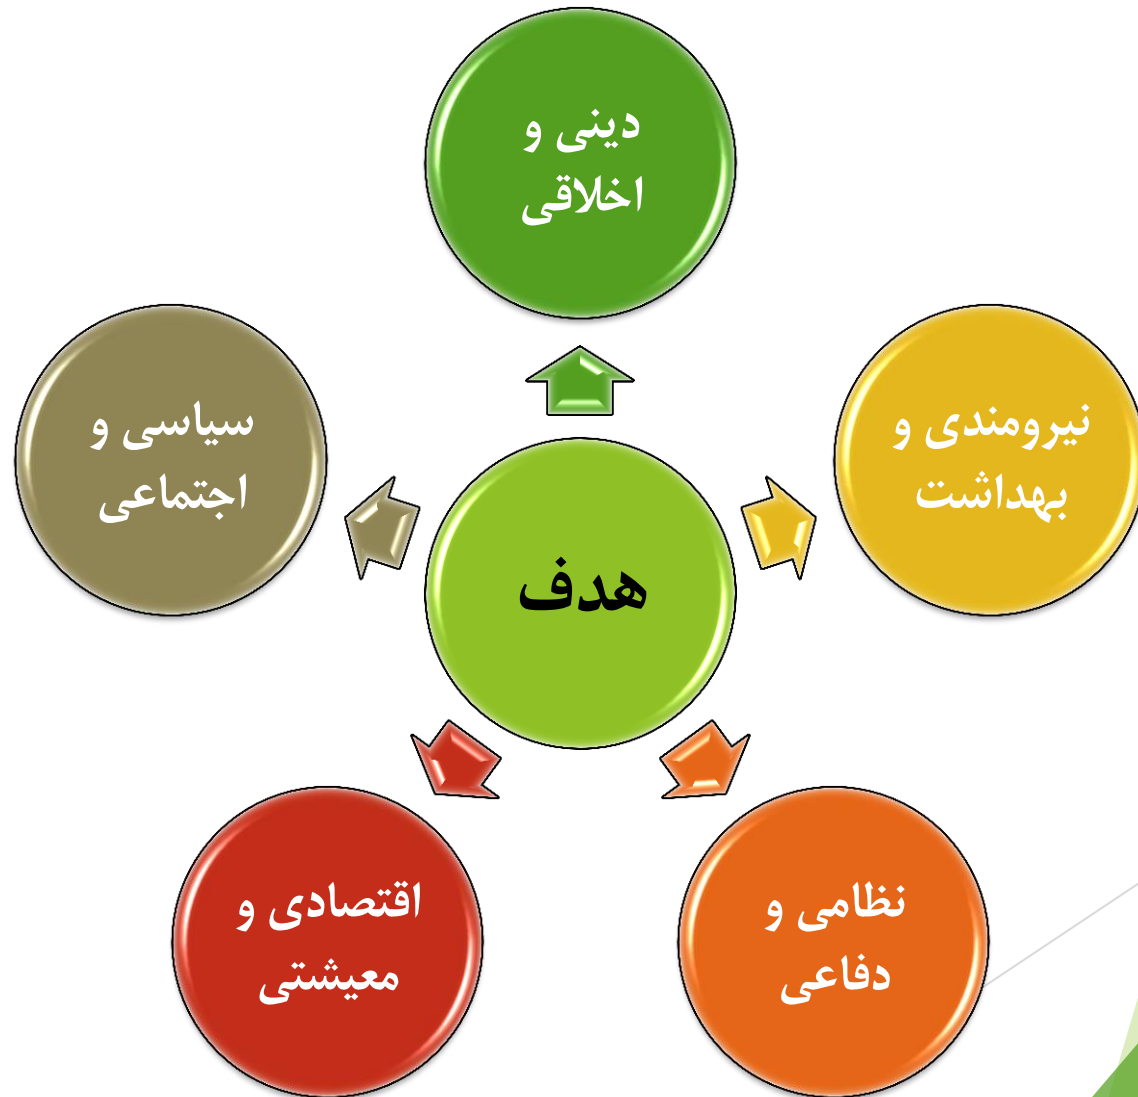 دینی و
اخلاقی
نیرومندی و
بهداشت
سیاسی و
اجتماعی
هدف
نظامی و
دفاعی
اقتصادی و
معیشتی